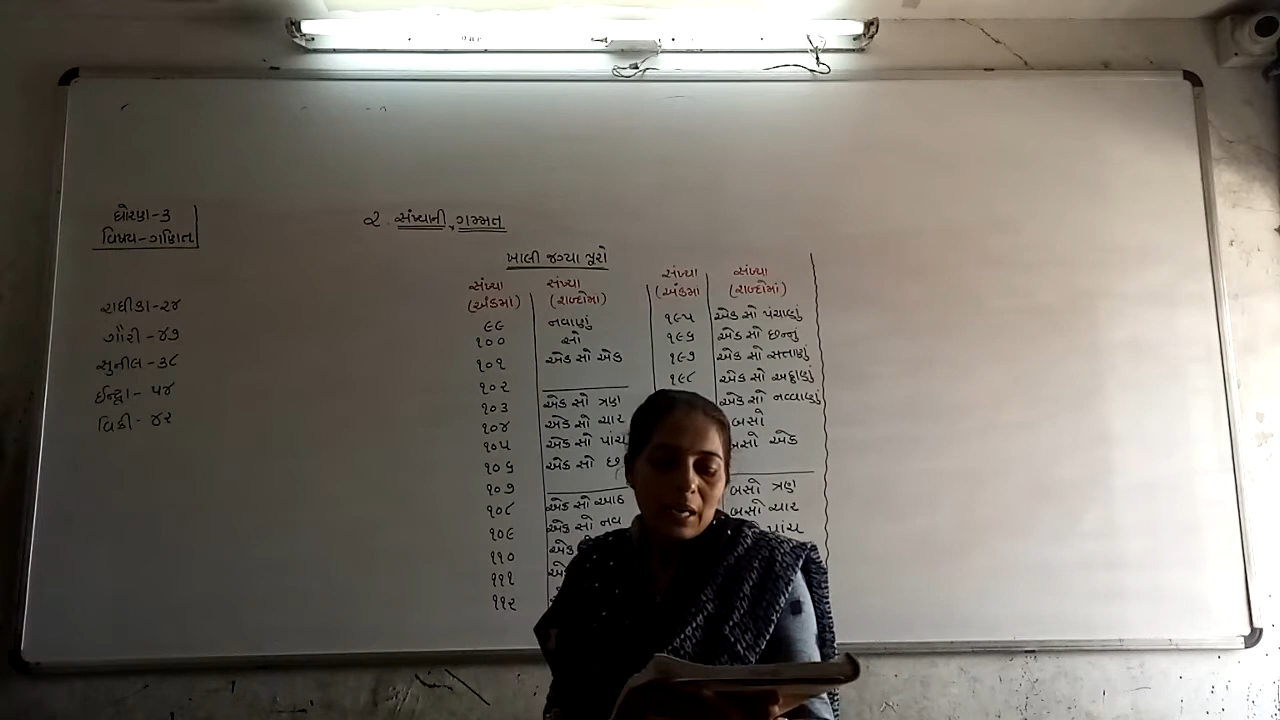 ધોરણ-૩
વિષય-ગણિત
રાધીકા-૨૪
ગૌરી-૪૭
સુનીલ-૩૮
ઈન્દ્રા-૫૪
વિકી-૪૨
૨. સંખ્યાની ગમ્મત
ખાલી જગ્યા પૂરો
સંખ્યા (અંકમાં) સંખ્યા (શબ્દોમાં)
૯૯ નવાણું
૧૦૦ સો
૧૦૧ એક સો એક
૧૦૨
૧૦૩ એક સો ત્રણ
૧૦૪ એક સો ચાર
૧૦૫ એક સો પાંચ
૧૦૬ એક સો છ
૧૦૭
૧૦૮ એક સો આઠ
૧૦૯ એક સો નવ
૧૧૦
૧૧૧
૧૧૨
સંખ્યા (અંકમાં સંખ્યા (શબ્દોમાં)
૧૯૫ એક સો પંચાણું
૧૯૬ એક સો છન્નું
૧૯૭ એક સો સત્તાણું
૧૯૮ એક સો અઠ્ઠાણું
એક સો નવ્વાણું
બસો
બસો એક
બસો ત્રણ
બસો ચાર
પાંચ